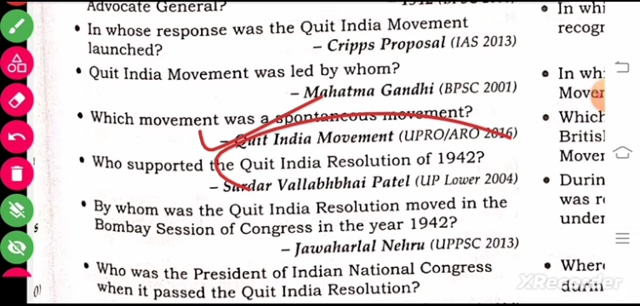 Advocate General?
• In whose response was the Quit India Movement
launched?
– Cripps Proposal (IAS 2013)
• Quit India Movement was led by whom?
– Mahatma Gandhi (BPSC 2001)
• Which movement was a spontaneous movement?
– Quit India Movement (UPRO/ARO 2016)
• Who supported the Quit India Resolution of 1942?
– Sardar Vallabhbhai Patel (UP Lower 2004)
• By whom was the Quit India Resolution moved in the
Bombay Session of Congress in the year 1942?
– Jawaharlal Nehru (UPPSC 2013)
• Who was the President of Indian National Congress
when it passed the Quit India Resolution?
• In whi
recogn
• In wh
Movem
• Which
Britis
Movem
• Durin
was r
under
• Where
durin
XRecorder